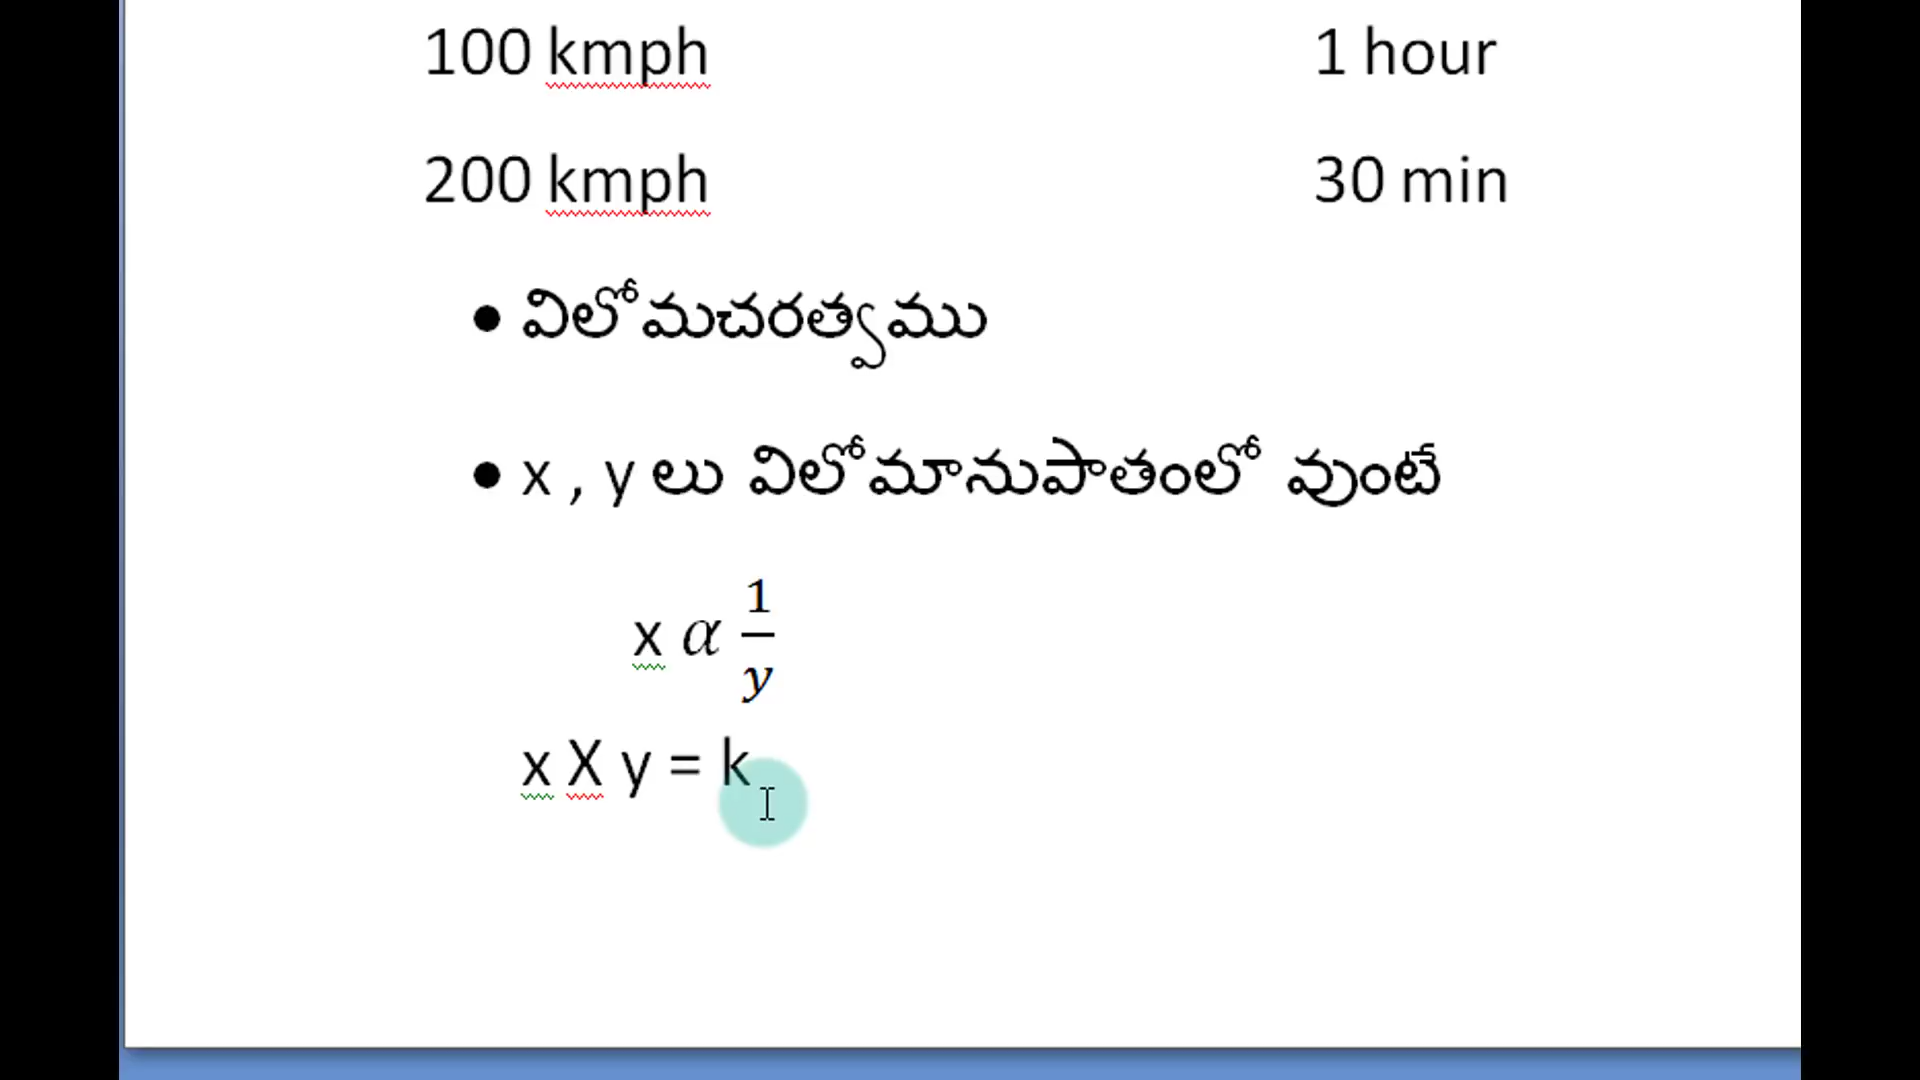 100 kmph 1 hour
200 kmph 30 min
• విలోమచరత్వము
• x , y లు విలోమానుపాతంలో వుంటే
x α 1/y
x X y = k